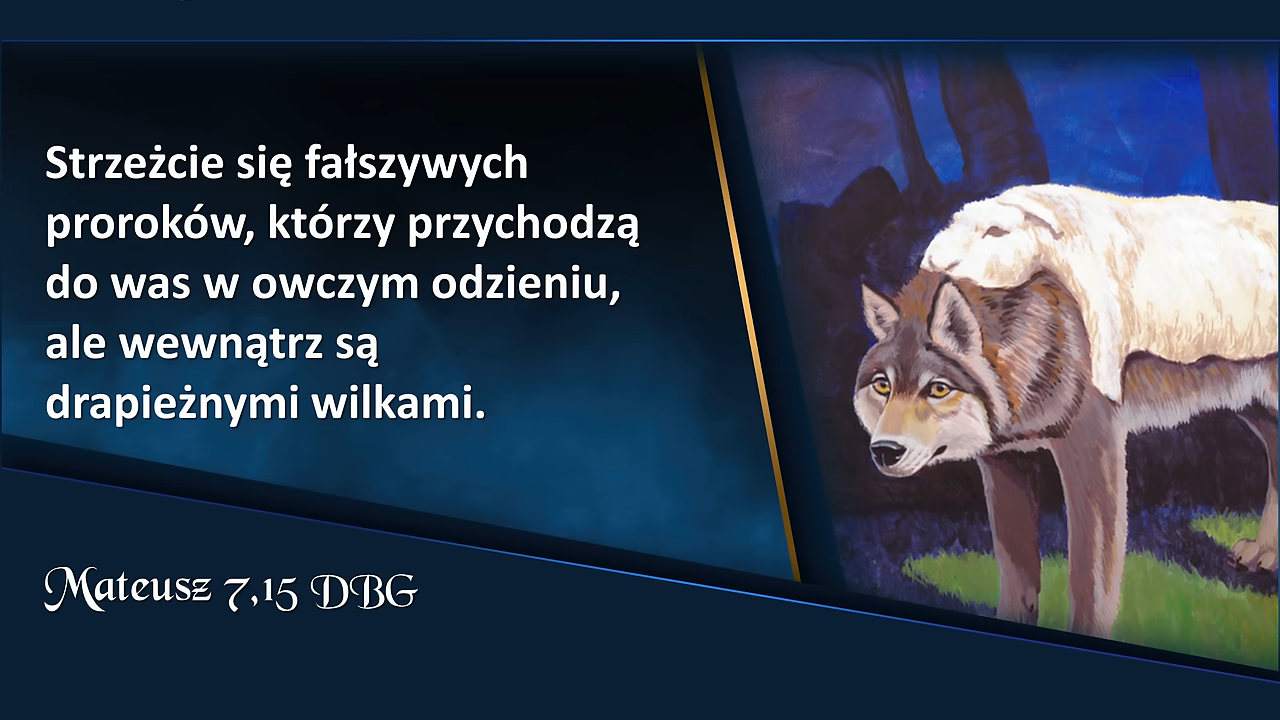 Strzeżcie się fałszywych
proroków, którzy przychodzą
do was w owczym odzieniu,
ale wewnątrz są
drapieżnymi wilkami.
Mateusz 7,15 DBG